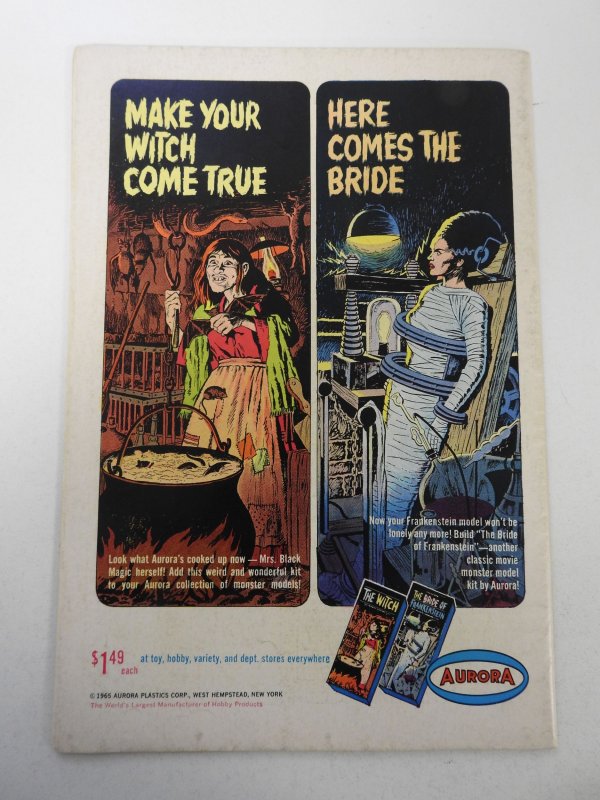 MAKE YOUR
WITCH
COME TRUE
Look what Aurora's cooked up now — Mrs. Black
Magic herself! Add this weird and wonderful kit
to your Aurora collection of monster models!
HERE
COMES THE
BRIDE
Now your Frankenstein model won't be
lonely any more! Build "The Bride
of Frankenstein"—another
classic movie
monster model
kit by Aurora!
THE WITCH
THE BRIDE OF
FRANKENSTEIN
$1.49
each
at toy, hobby, variety, and dept. stores everywhere
AURORA
© 1965 AURORA PLASTICS CORP., WEST HEMPSTEAD, NEW YORK
The World's Largest Manufacturer of Hobby Products